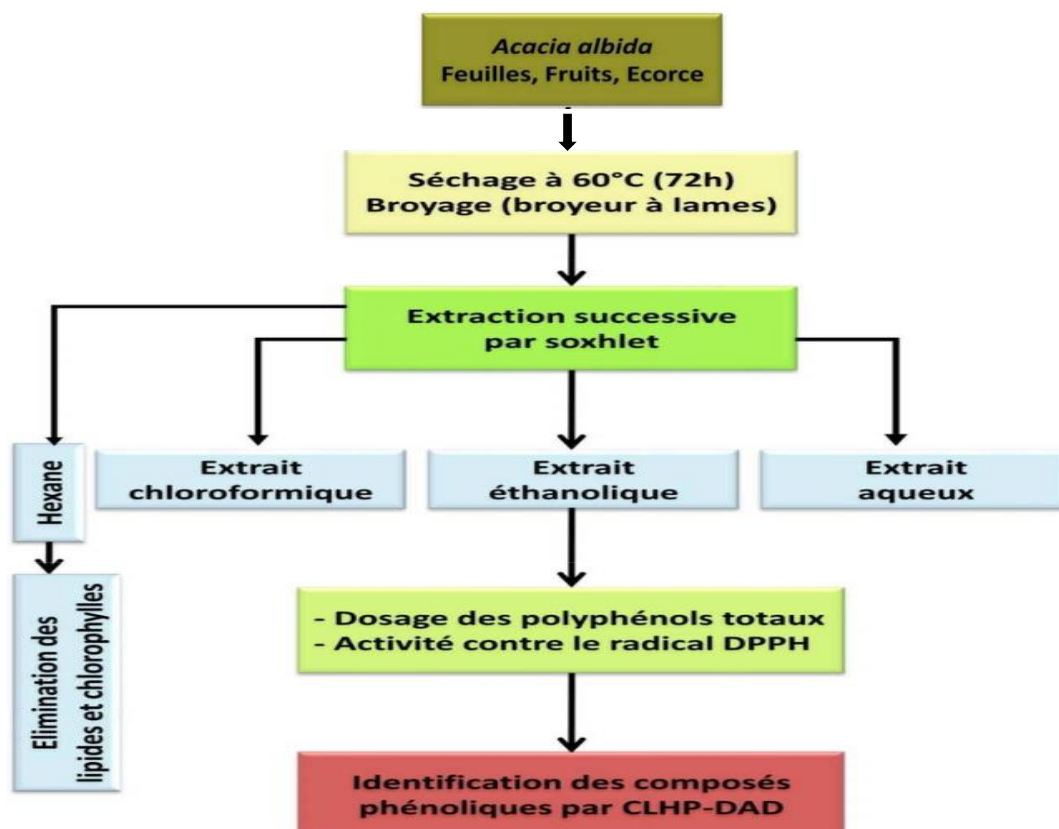 Acacia albida
Feuilles, Fruits, Ecorce
Séchage à 60°C (72h)
Broyage (broyeur à lames)
Extraction successive
par soxhlet
Hexane
Extrait
chloroformique
Extrait
éthanolique
Extrait
aqueux
Elimination des
lipides et chlorophylles
- Dosage des polyphénols totaux
- Activité contre le radical DPPH
Identification des composés
phénoliques par CLHP-DAD